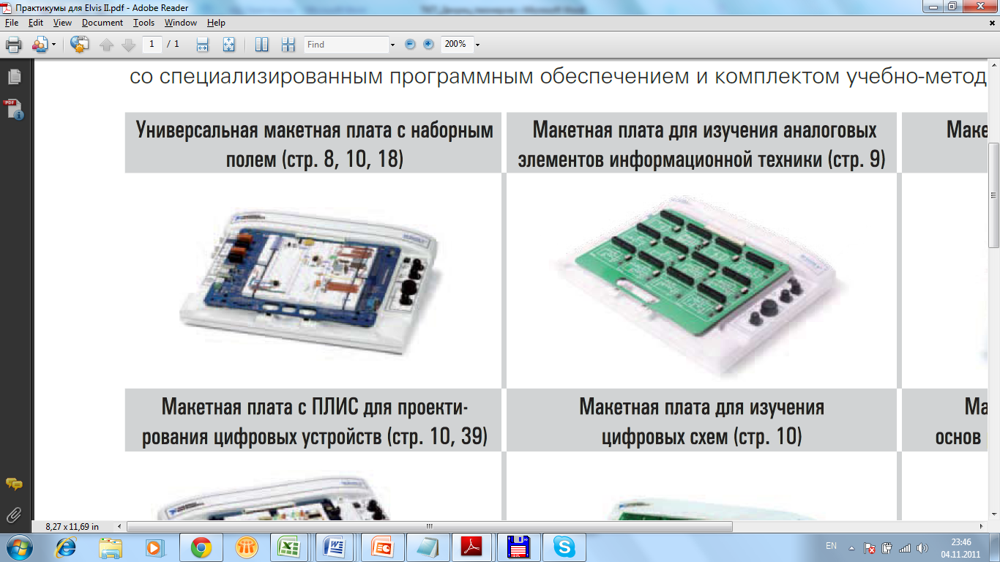 Практикумы для Elvis II.pdf - Adobe Reader
File Edit View Document Tools Window Help
1 / 1 Find 200%
со специализированным программным обеспечением и комплектом учебно-метод
Универсальная макетная плата с наборным
полем (стр. 8, 10, 18)
Макетная плата для изучения аналоговых
элементов информационной техники (стр. 9)
Маке
Макетная плата с ПЛИС для проекти-
рования цифровых устройств (стр. 10, 39)
Макетная плата для изучения
цифровых схем (стр. 10)
Ма
основ
8,27 x 11,69 in
EN
23:46
04.11.2011